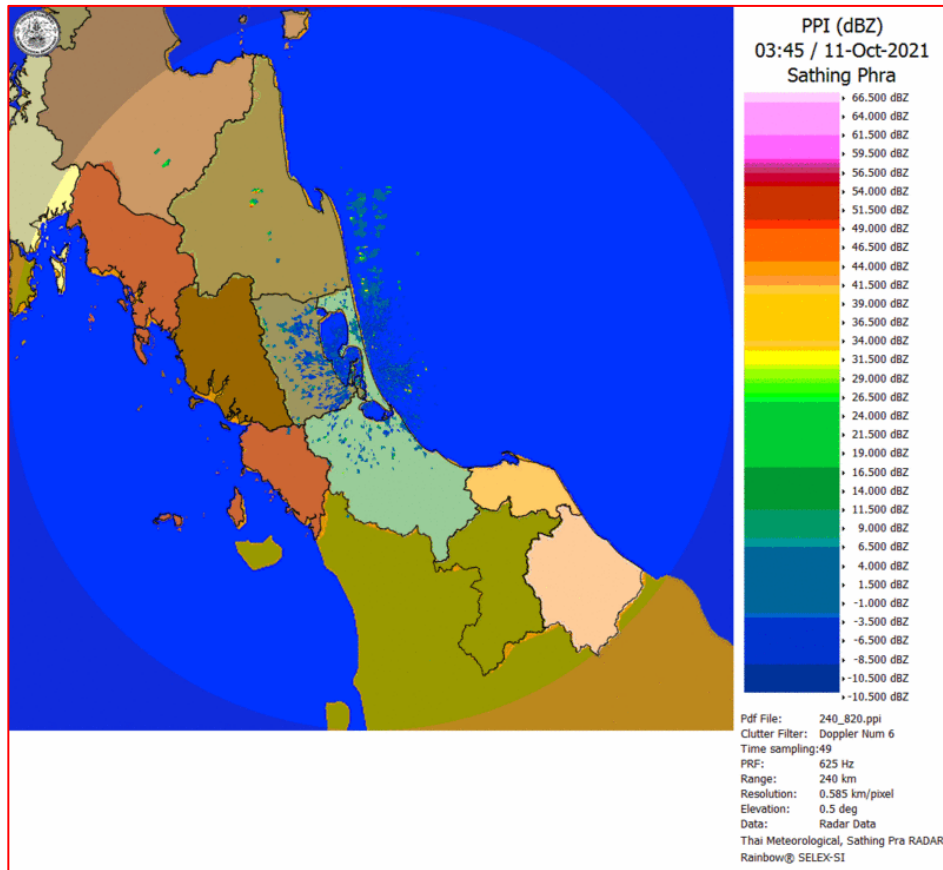 PPI (dBZ)
03:45 / 11-Oct-2021
Sathing Phra
66.500 dBZ
64.000 dBZ
61.500 dBZ
59.500 dBZ
56.500 dBZ
54.000 dBZ
51.500 dBZ
49.000 dBZ
46.500 dBZ
44.000 dBZ
41.500 dBZ
39.000 dBZ
36.500 dBZ
34.000 dBZ
31.500 dBZ
29.000 dBZ
26.500 dBZ
24.000 dBZ
21.500 dBZ
19.000 dBZ
16.500 dBZ
14.000 dBZ
11.500 dBZ
9.000 dBZ
6.500 dBZ
4.000 dBZ
1.500 dBZ
-1.000 dBZ
-3.500 dBZ
-6.500 dBZ
-8.500 dBZ
-10.500 dBZ
-10.500 dBZ
Pdf File: 240_820.ppi
Clutter Filter: Doppler Num 6
Time sampling:49
PRF: 625 Hz
Range: 240 km
Resolution: 0.585 km/pixel
Elevation: 0.5 deg
Data: Radar Data
Thai Meteorological, Sathing Pra RADAR
Rainbow® SELEX-SI